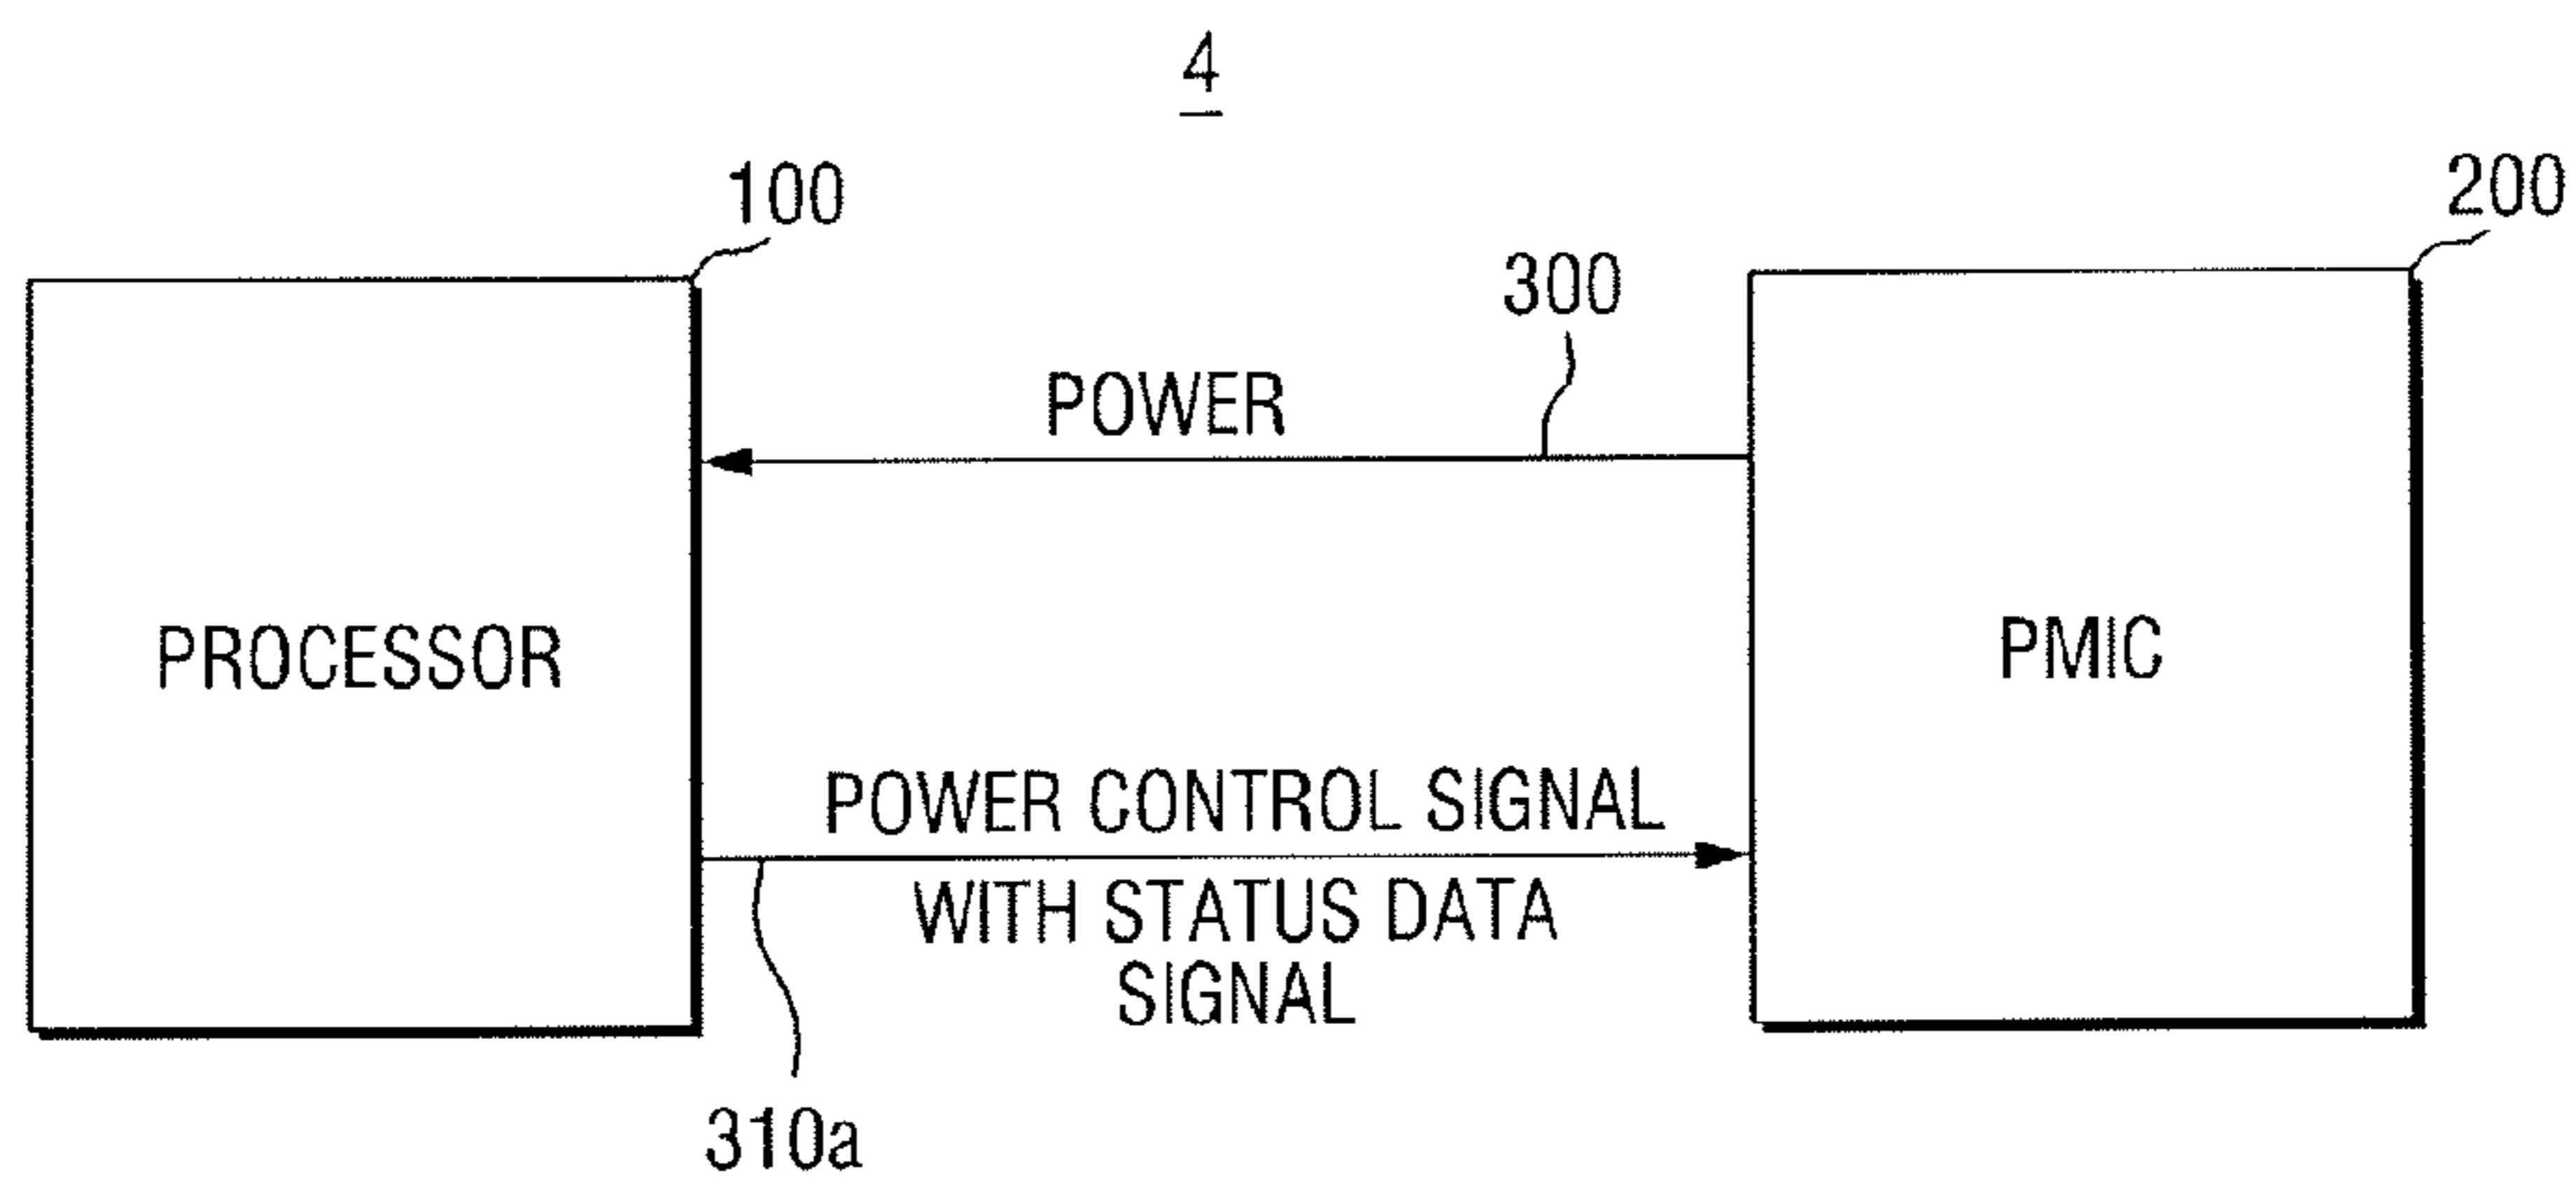 4
100
200
300
POWER
PROCESSOR
PMIC
POWER CONTROL SIGNAL
WITH STATUS DATA
SIGNAL
310a